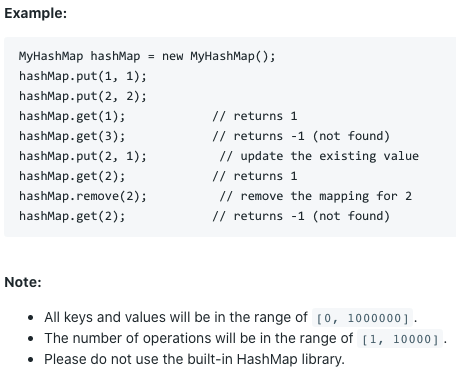 Example:
MyHashMap hashMap = new MyHashMap();
hashMap.put(1, 1);
hashMap.put(2, 2);
hashMap.get(1);            // returns 1
hashMap.get(3);            // returns -1 (not found)
hashMap.put(2, 1);          // update the existing value
hashMap.get(2);            // returns 1
hashMap.remove(2);          // remove the mapping for 2
hashMap.get(2);            // returns -1 (not found)
Note:
• All keys and values will be in the range of [0, 1000000].
• The number of operations will be in the range of [1, 10000].
• Please do not use the built-in HashMap library.